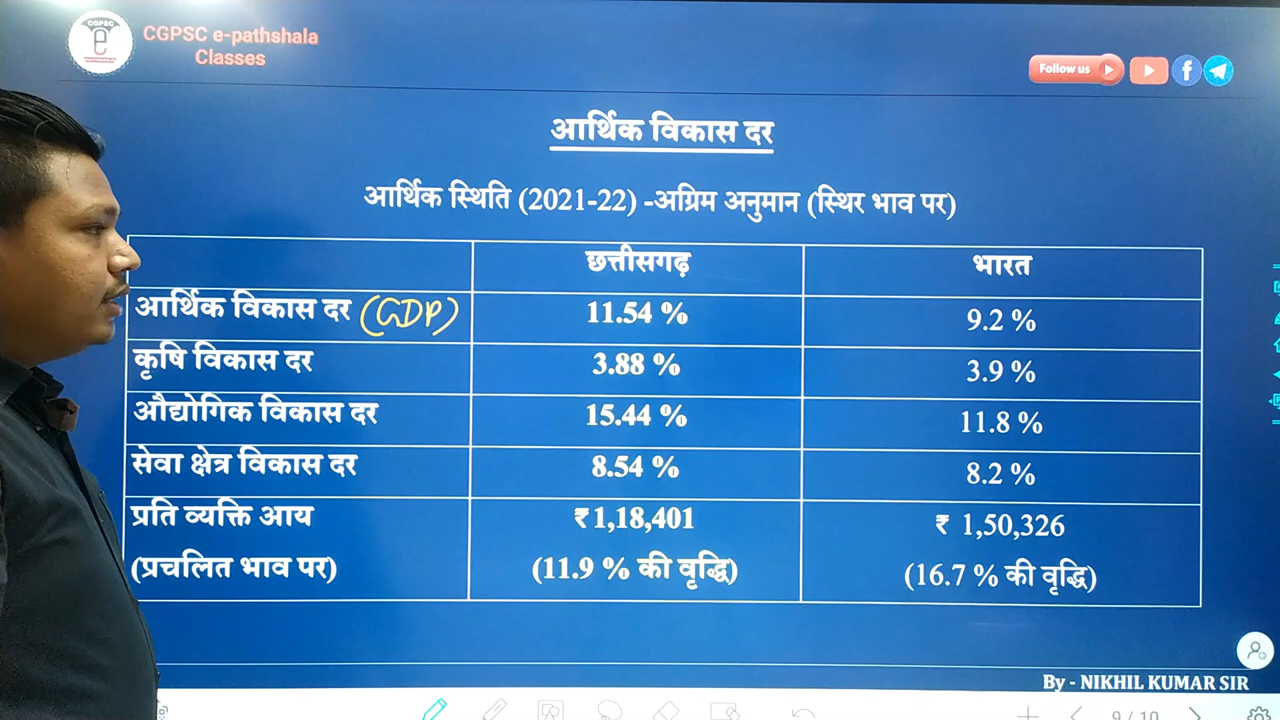 CGPSC
e
CGPSC e-pathshala
Classes
Follow us
आर्थिक विकास दर
आर्थिक स्थिति (2021-22) -अग्रिम अनुमान (स्थिर भाव पर)
छत्तीसगढ़ भारत
आर्थिक विकास दर (GDP) 11.54 % 9.2 %
कृषि विकास दर 3.88 % 3.9 %
औद्योगिक विकास दर 15.44 % 11.8 %
सेवा क्षेत्र विकास दर 8.54 % 8.2 %
प्रति व्यक्ति आय ₹1,18,401 ₹ 1,50,326
(प्रचलित भाव पर) (11.9 % की वृद्धि) (16.7 % की वृद्धि)
By - NIKHIL KUMAR SIR
9 / 10